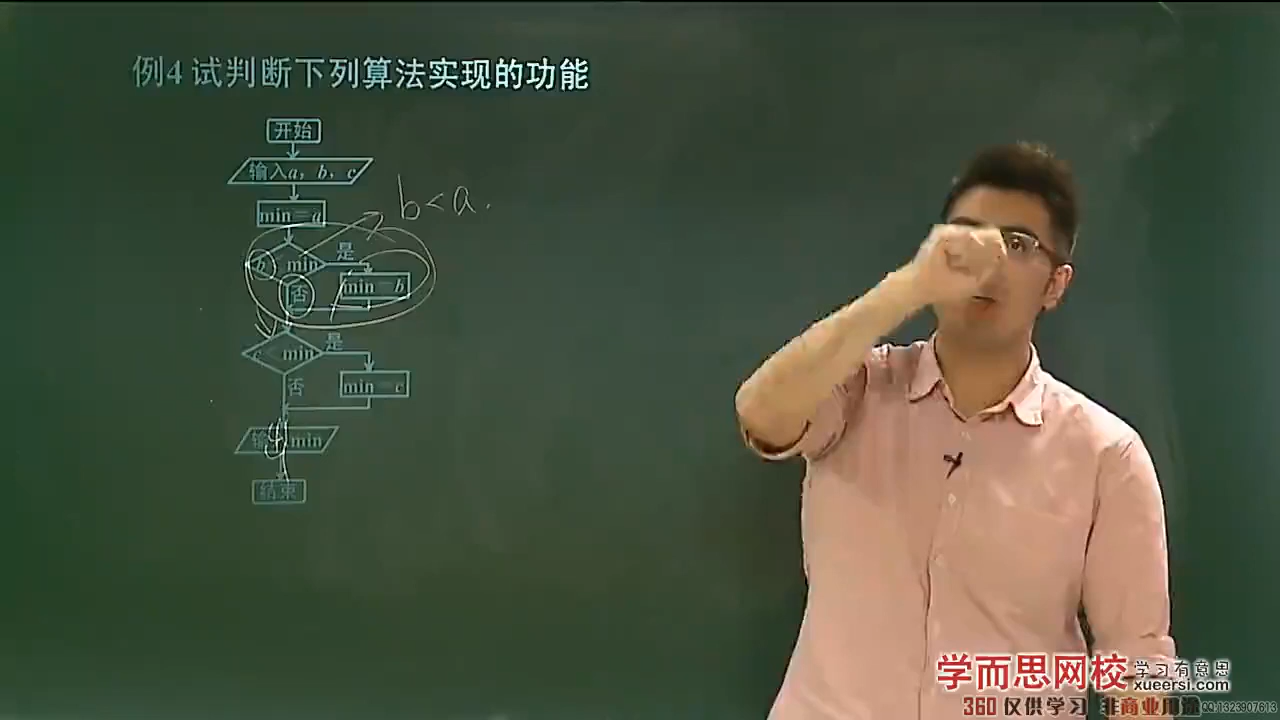 例4 试判断下列算法实现的功能
开始
输入a，b，c
min=a
b<a.
b min
是
否
min=b
c<min
是
否
min=c
输出min
结束
学而思网校
学习有意思
xueersi.com
360 仅供学习 非商业用途
QQ:1323907613